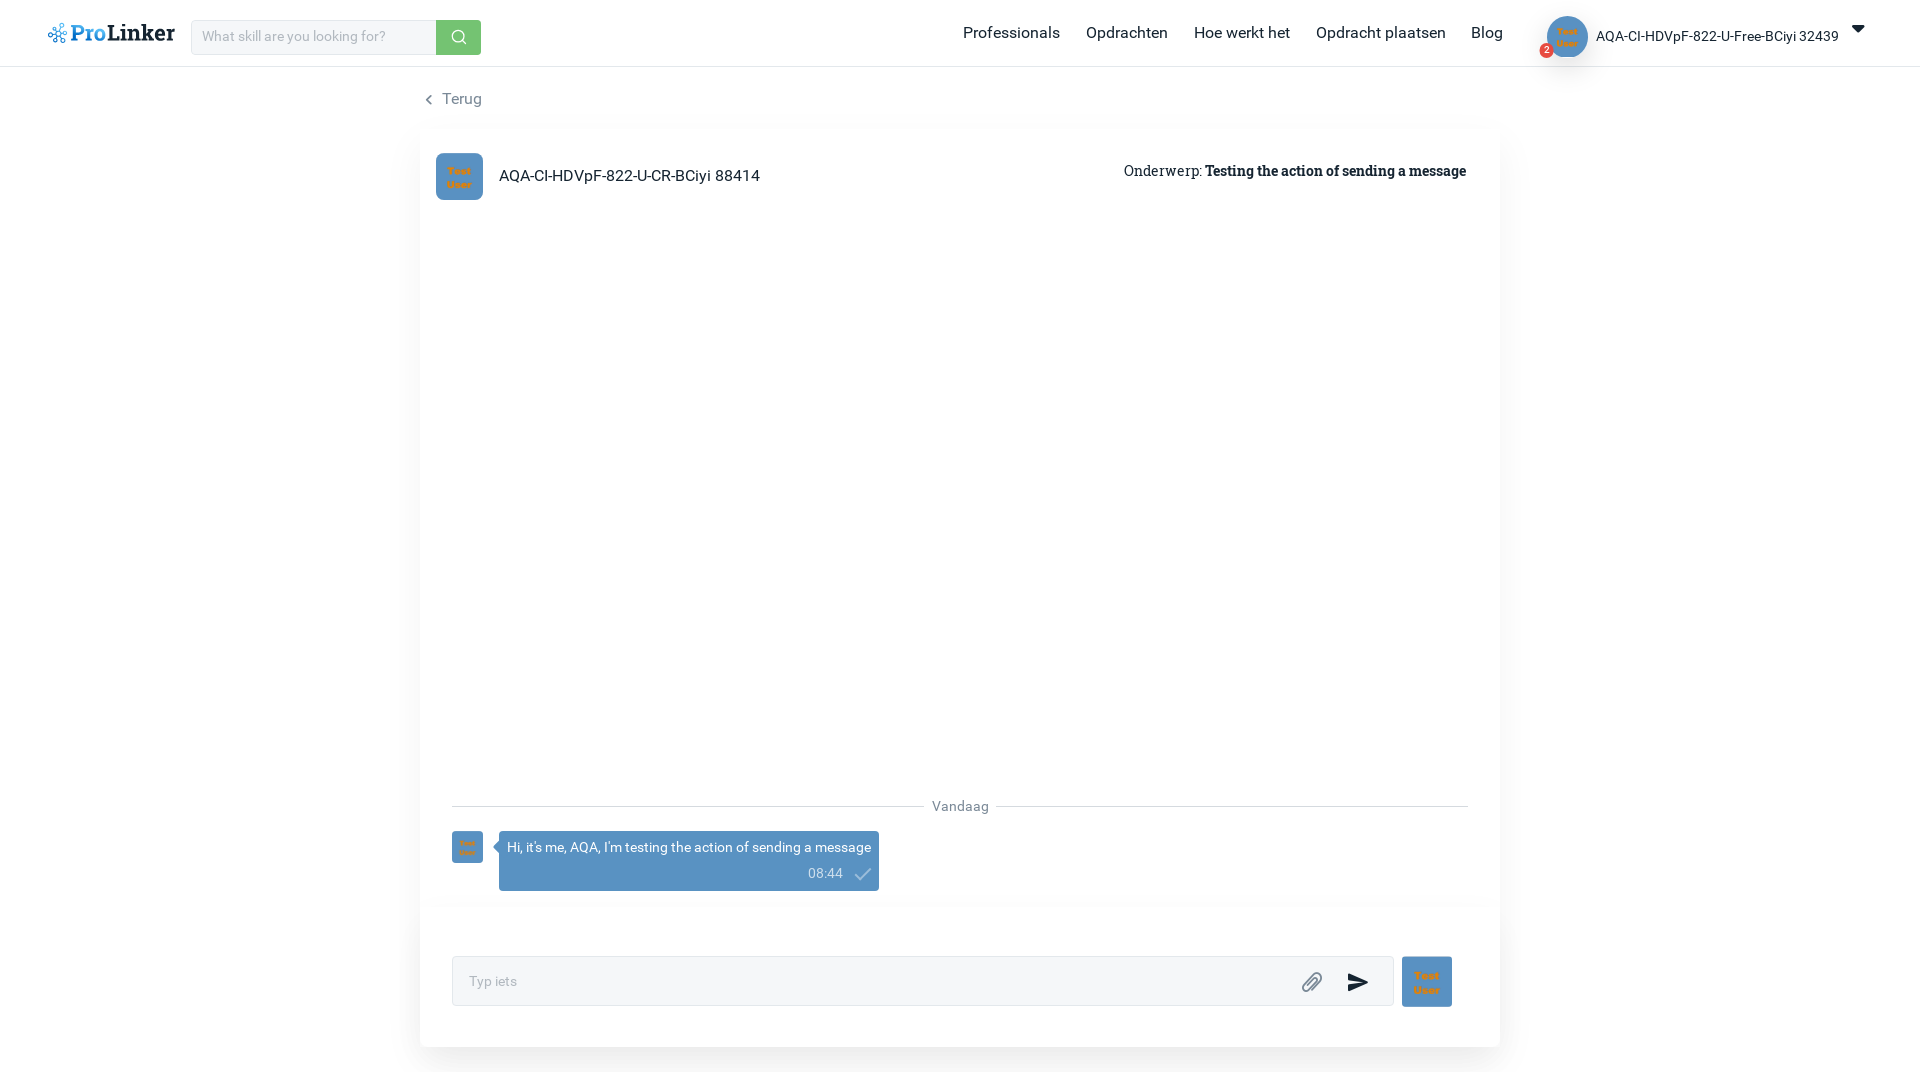 ProLinker
What skill are you looking for?
Professionals
Opdrachten
Hoe werkt het
Opdracht plaatsen
Blog
Test
User
2
AQA-CI-HDVpF-822-U-Free-BCiyi 32439
Terug
Test
User
AQA-CI-HDVpF-822-U-CR-BCiyi 88414
Onderwerp: Testing the action of sending a message
Vandaag
Test
User
Hi, it's me, AQA, I'm testing the action of sending a message
08:44
Typ iets
Test
User